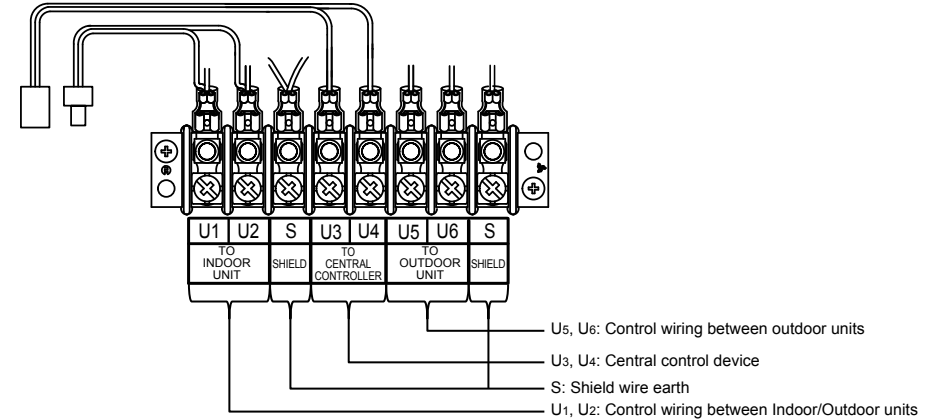 U1 U2 S U3 U4 U5 U6 S
TO
INDOOR
UNIT
SHIELD
TO
CENTRAL
CONTROLLER
TO
OUTDOOR
UNIT
SHIELD
U5, U6: Control wiring between outdoor units
U3, U4: Central control device
S: Shield wire earth
U1, U2: Control wiring between Indoor/Outdoor units